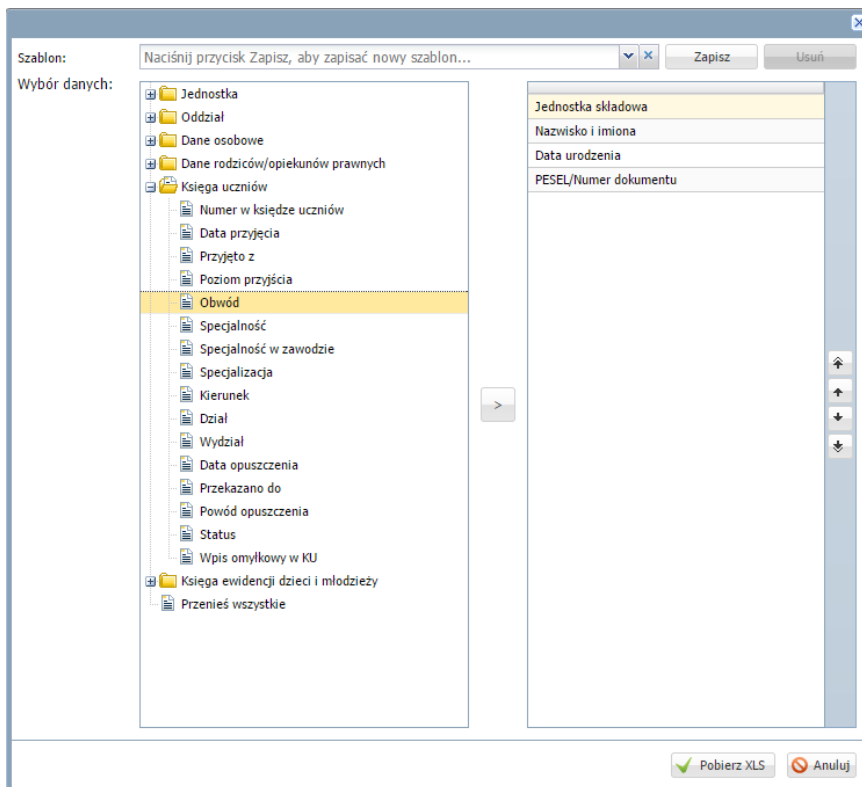 Szablon:
Naciśnij przycisk Zapisz, aby zapisać nowy szablon...
Zapisz
Usuń
Wybór danych:
Jednostka
Oddział
Dane osobowe
Dane rodziców/opiekunów prawnych
Księga uczniów
Numer w księdze uczniów
Data przyjęcia
Przyjęto z
Poziom przyjścia
Obwód
Specjalność
Specjalność w zawodzie
Specjalizacja
Kierunek
Dział
Wydział
Data opuszczenia
Przekazano do
Powód opuszczenia
Status
Wpis omyłkowy w KU
Księga ewidencji dzieci i młodzieży
Przenieś wszystkie
>
Jednostka składowa
Nazwisko i imiona
Data urodzenia
PESEL/Numer dokumentu
Pobierz XLS
Anuluj